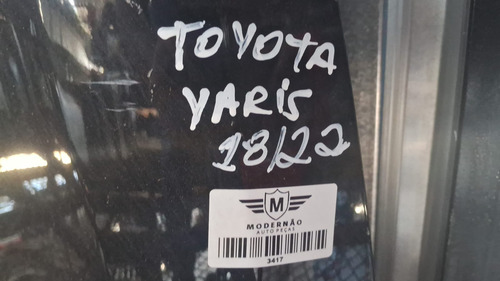 TOYOTA
YARIS
18/22
M
MODERNÃO
AUTO PEÇAS
3417